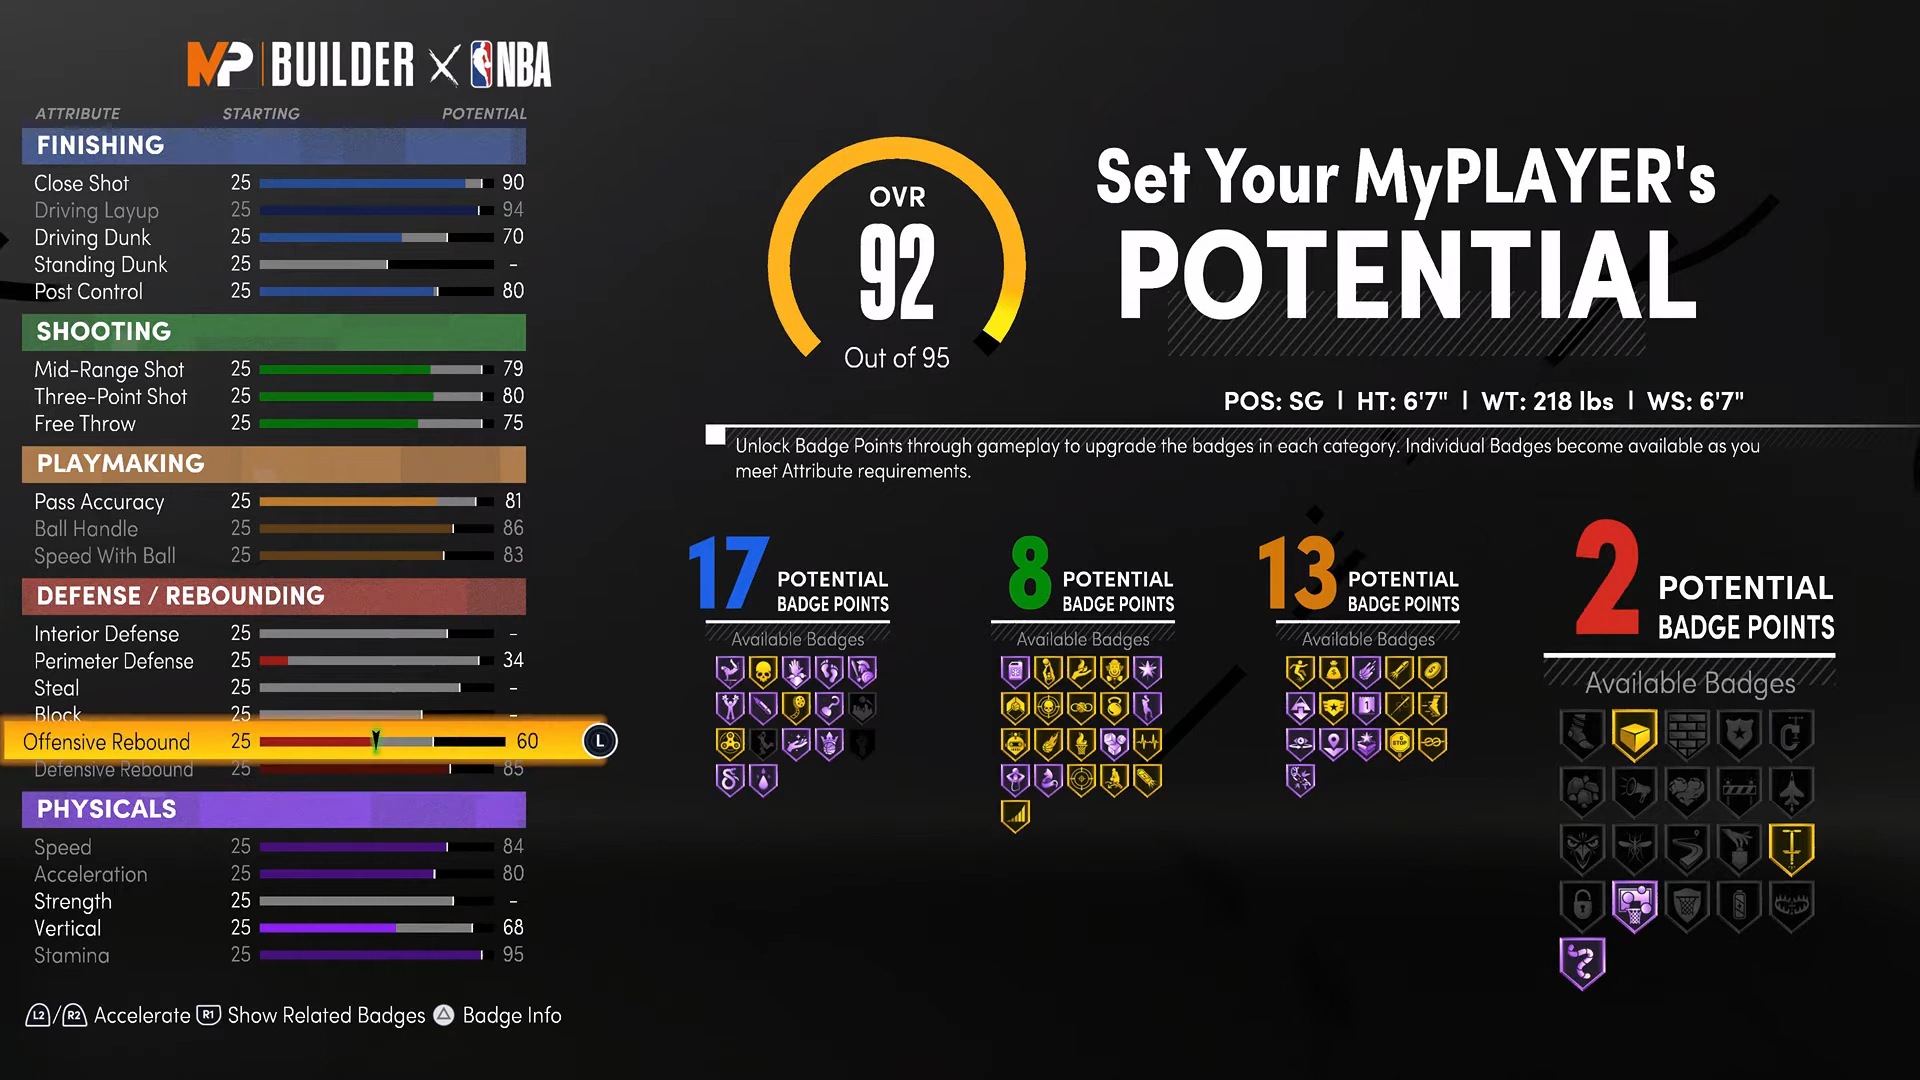 MP | BUILDER X NBA
ATTRIBUTE STARTING POTENTIAL
FINISHING
Close Shot 25 90
Driving Layup 25 94
Driving Dunk 25 70
Standing Dunk 25 -
Post Control 25 80
SHOOTING
Mid-Range Shot 25 79
Three-Point Shot 25 80
Free Throw 25 75
PLAYMAKING
Pass Accuracy 25 81
Ball Handle 25 86
Speed With Ball 25 83
DEFENSE / REBOUNDING
Interior Defense 25 -
Perimeter Defense 25 34
Steal 25 -
Block 25 -
Offensive Rebound 25 60 L
Defensive Rebound 25 85
PHYSICALS
Speed 25 84
Acceleration 25 80
Strength 25 -
Vertical 25 68
Stamina 25 95
L2/R2 Accelerate R1 Show Related Badges Badge Info
OVR
92
Out of 95
Set Your MyPLAYER's
POTENTIAL
POS: SG | HT: 6'7" | WT: 218 lbs | WS: 6'7"
Unlock Badge Points through gameplay to upgrade the badges in each category. Individual Badges become available as you
meet Attribute requirements.
17 POTENTIAL
BADGE POINTS
Available Badges
8 POTENTIAL
BADGE POINTS
Available Badges
13 POTENTIAL
BADGE POINTS
Available Badges
2 POTENTIAL
BADGE POINTS
Available Badges